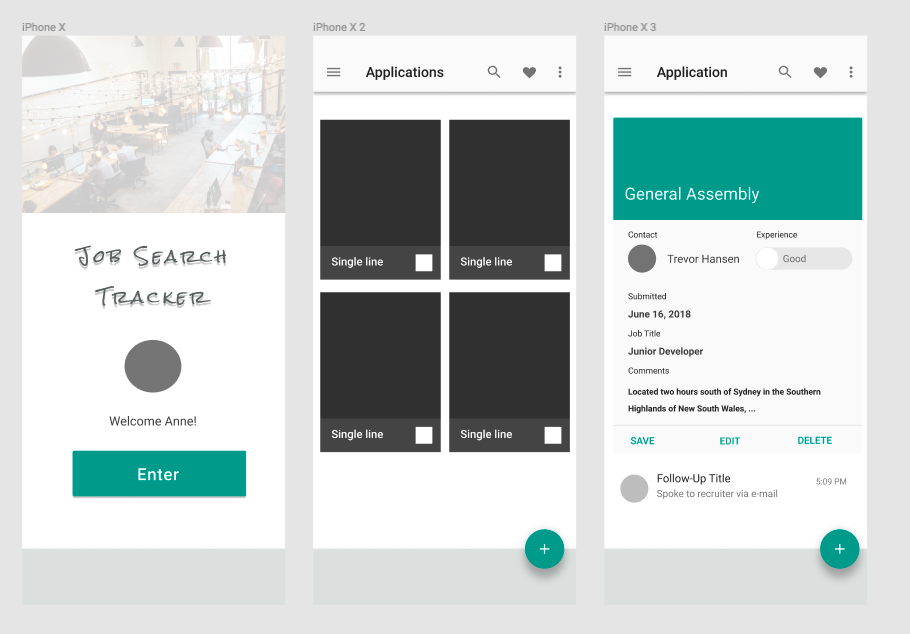 iPhone X
Job Search
Tracker
Welcome Anne!
Enter
iPhone X 2
Applications
Single line
Single line
Single line
Single line
+
iPhone X 3
Application
General Assembly
Contact
Experience
Trevor Hansen
Good
Submitted
June 16, 2018
Job Title
Junior Developer
Comments
Located two hours south of Sydney in the Southern
Highlands of New South Wales, ...
SAVE EDIT DELETE
Follow-Up Title
5:09 PM
Spoke to recruiter via e-mail
+